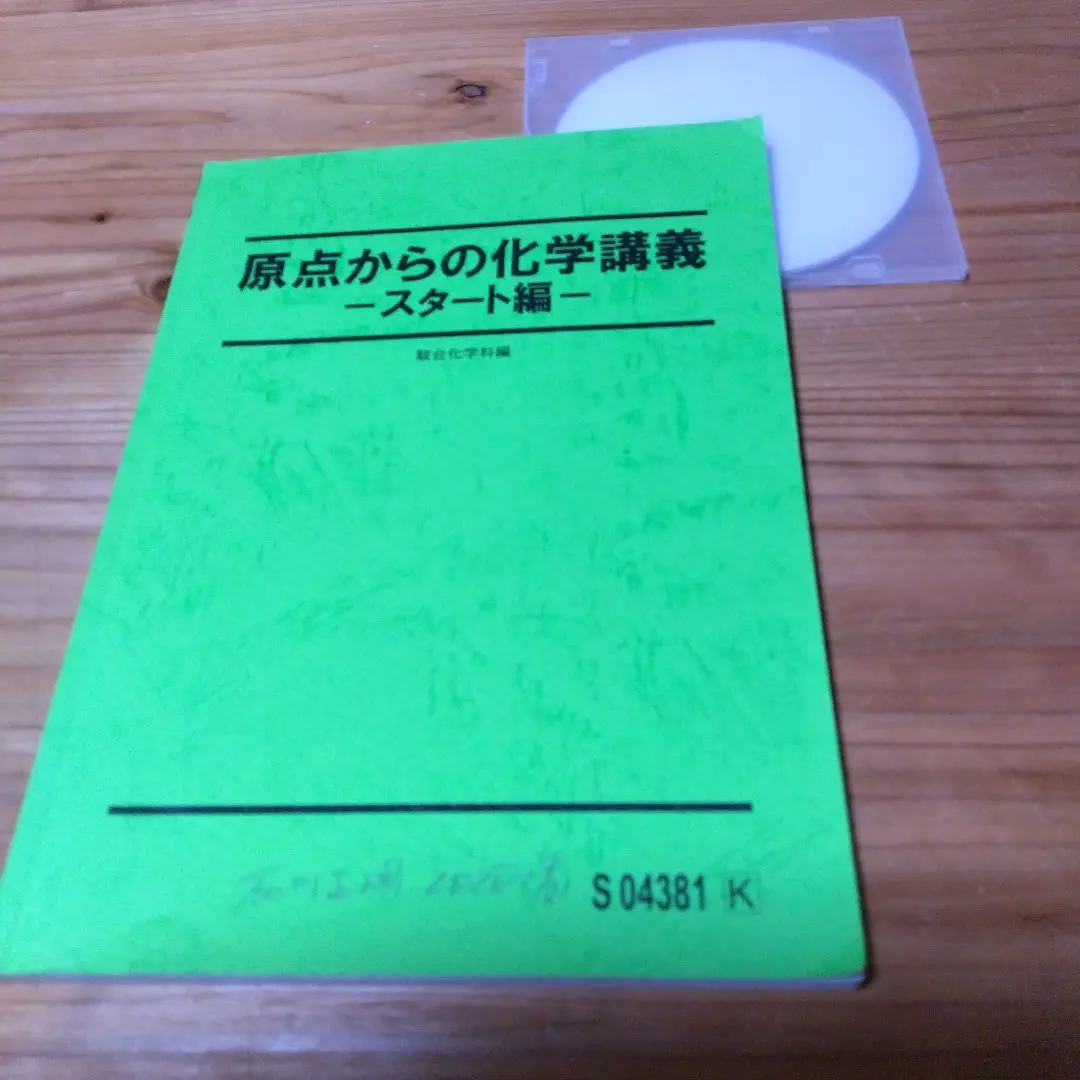 原点からの化学講義
－スタート編－
駿台化学科編
S 04381 K